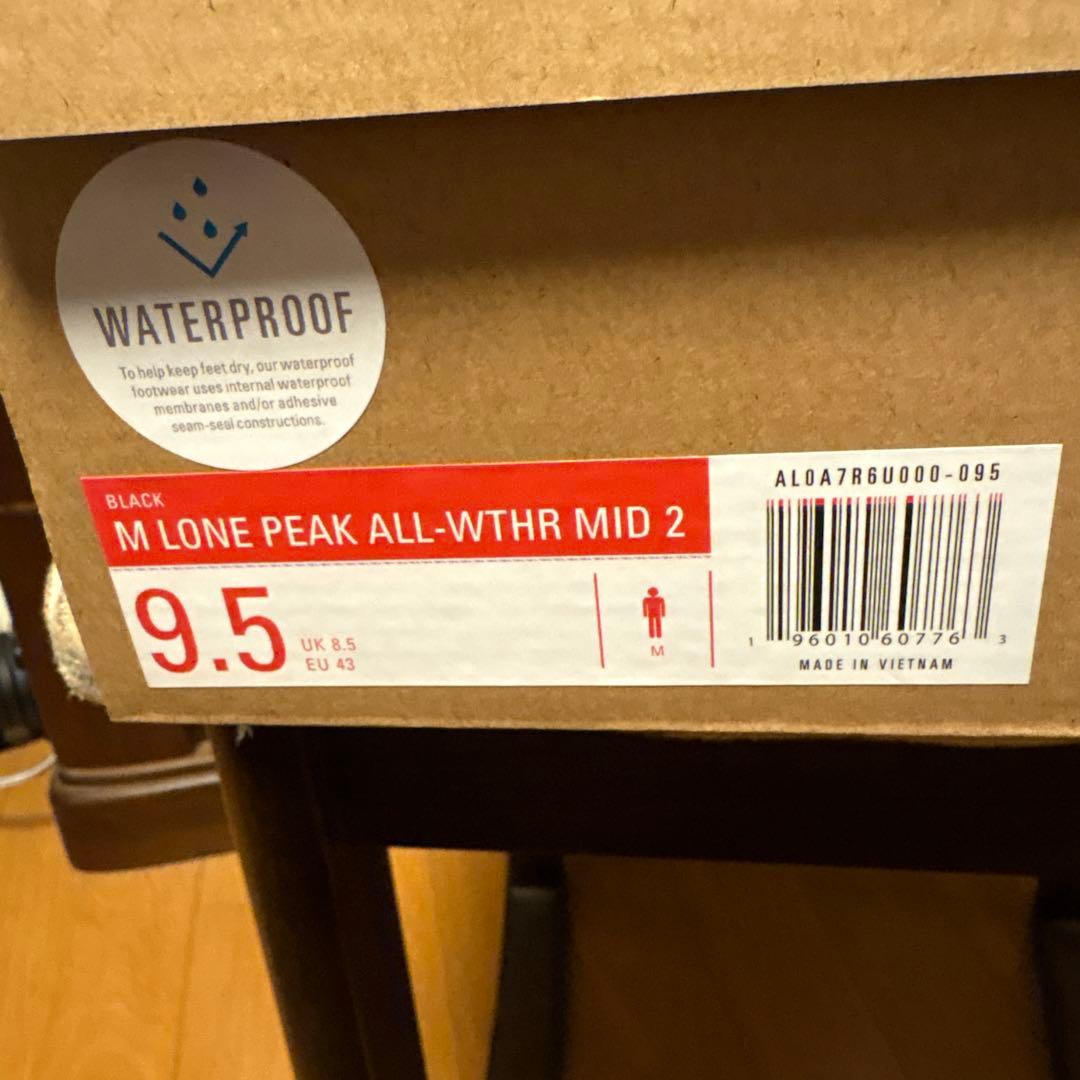 WATERPROOF
To help keep feet dry, our waterproof
footwear uses internal waterproof
membranes and/or adhesive
seam-seal constructions.
BLACK
M LONE PEAK ALL-WTHR MID 2
9.5
UK 8.5
EU 43
M
AL0A7R6U000-095
1 96010 60776 3
MADE IN VIETNAM